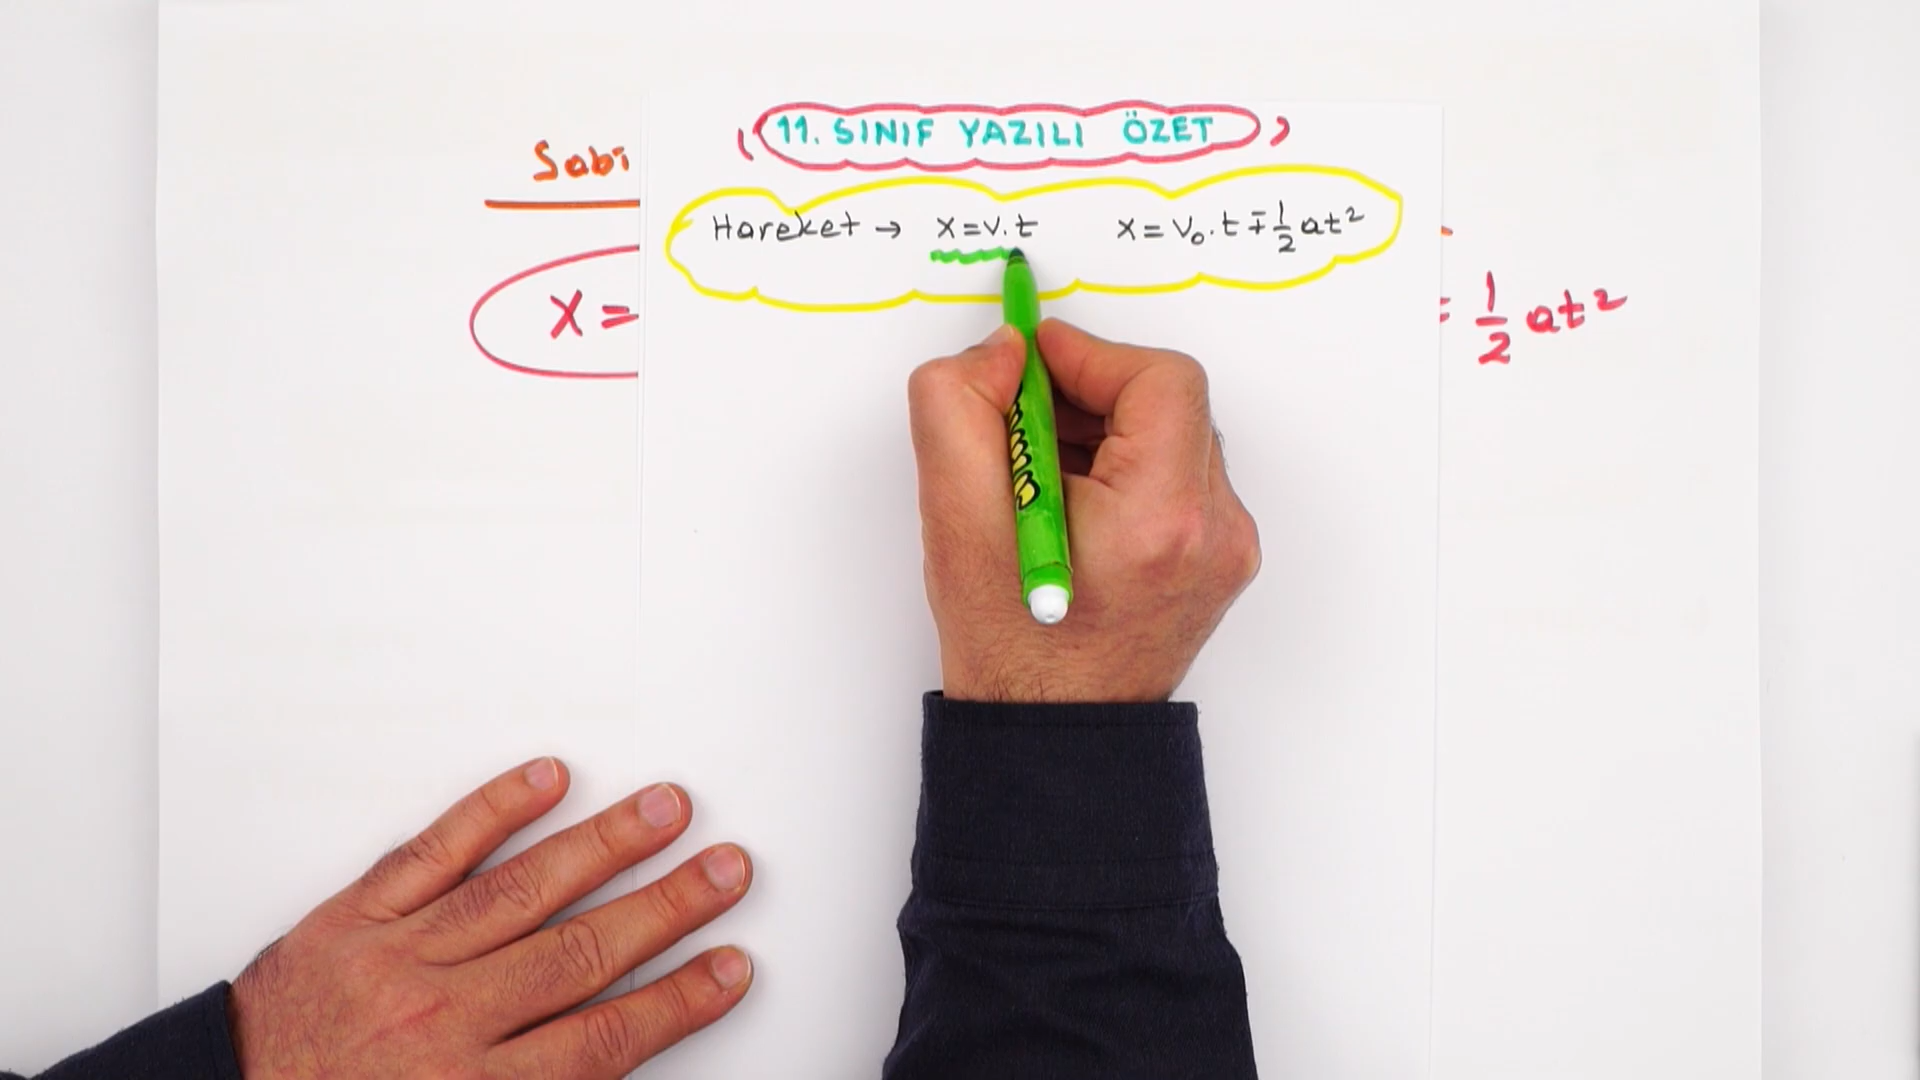 ( 11. SINIF YAZILI ÖZET )
Sabi
Hareket → x=v.t x=v₀.t∓1/2at²
X= = 1/2 at²